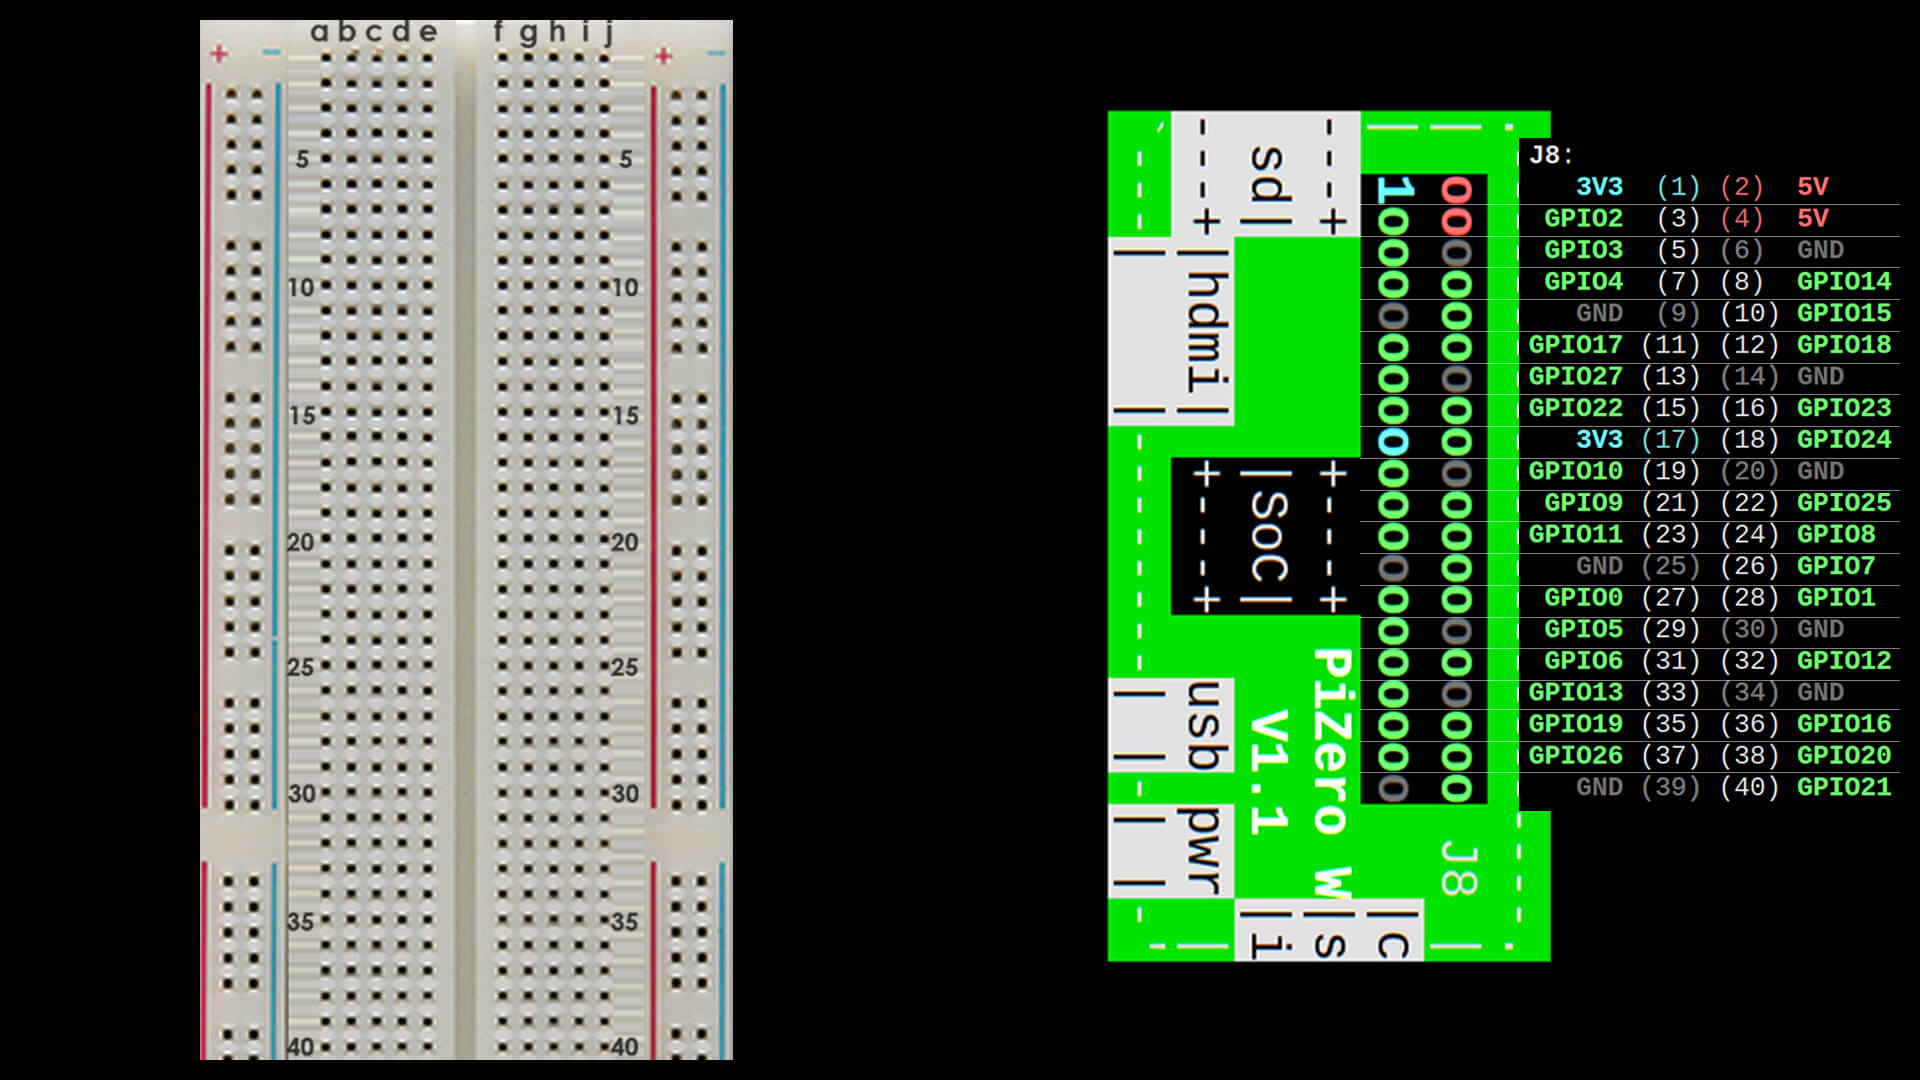 a b c d e f g h i j
+ − + −
5 5
10 10
15 15
20 20
25 25
30 30
35 35
40 40
sd
hdmi
SoC
usb
pwr
PiZero W
V1.1
J8
csi
1
J8:
3V3 (1) (2) 5V
GPIO2 (3) (4) 5V
GPIO3 (5) (6) GND
GPIO4 (7) (8) GPIO14
GND (9) (10) GPIO15
GPIO17 (11) (12) GPIO18
GPIO27 (13) (14) GND
GPIO22 (15) (16) GPIO23
3V3 (17) (18) GPIO24
GPIO10 (19) (20) GND
GPIO9 (21) (22) GPIO25
GPIO11 (23) (24) GPIO8
GND (25) (26) GPIO7
GPIO0 (27) (28) GPIO1
GPIO5 (29) (30) GND
GPIO6 (31) (32) GPIO12
GPIO13 (33) (34) GND
GPIO19 (35) (36) GPIO16
GPIO26 (37) (38) GPIO20
GND (39) (40) GPIO21